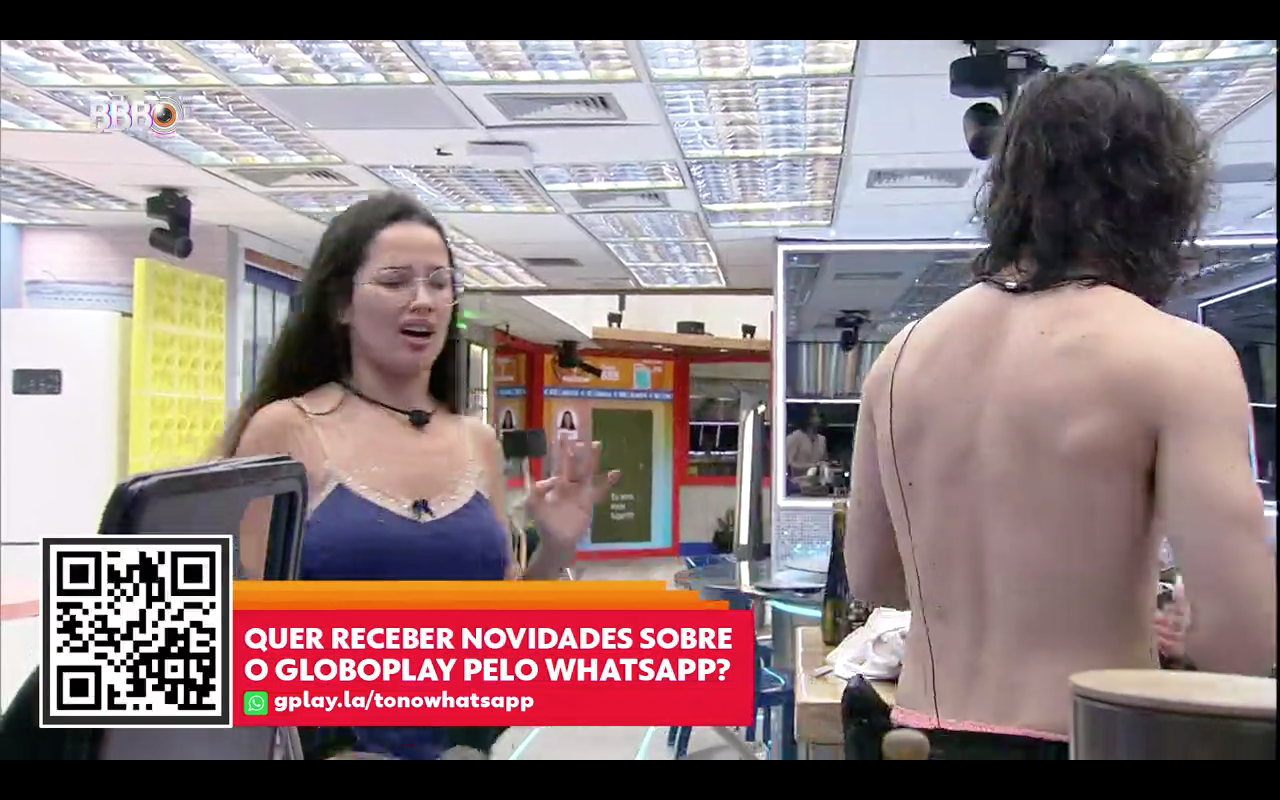 BBB
QUER RECEBER NOVIDADES SOBRE
O GLOBOPLAY PELO WHATSAPP?
gplay.la/tonowhatsapp